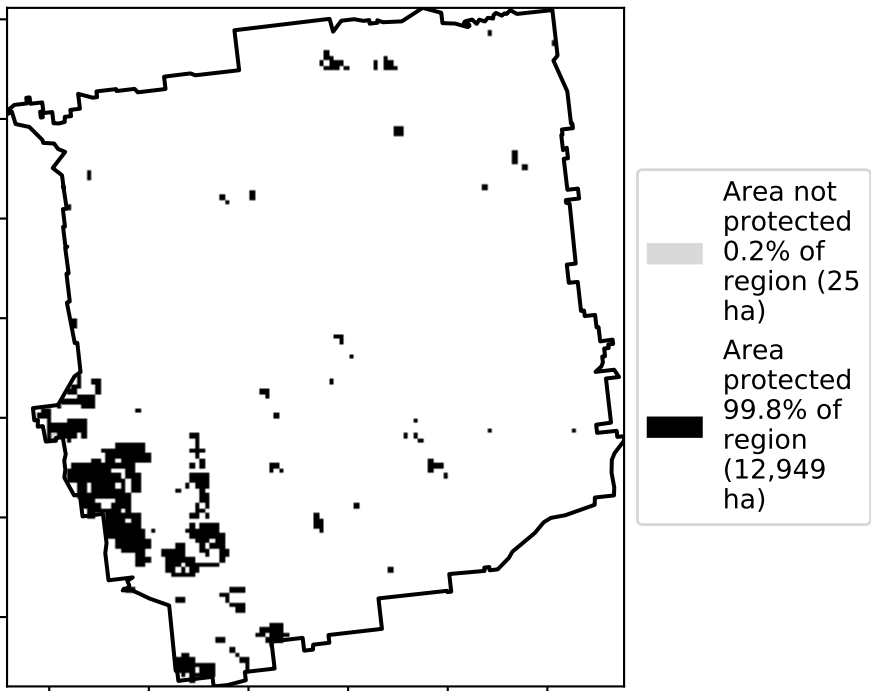 Area not
protected
0.2% of
region (25
ha)
Area
protected
99.8% of
region
(12,949
ha)